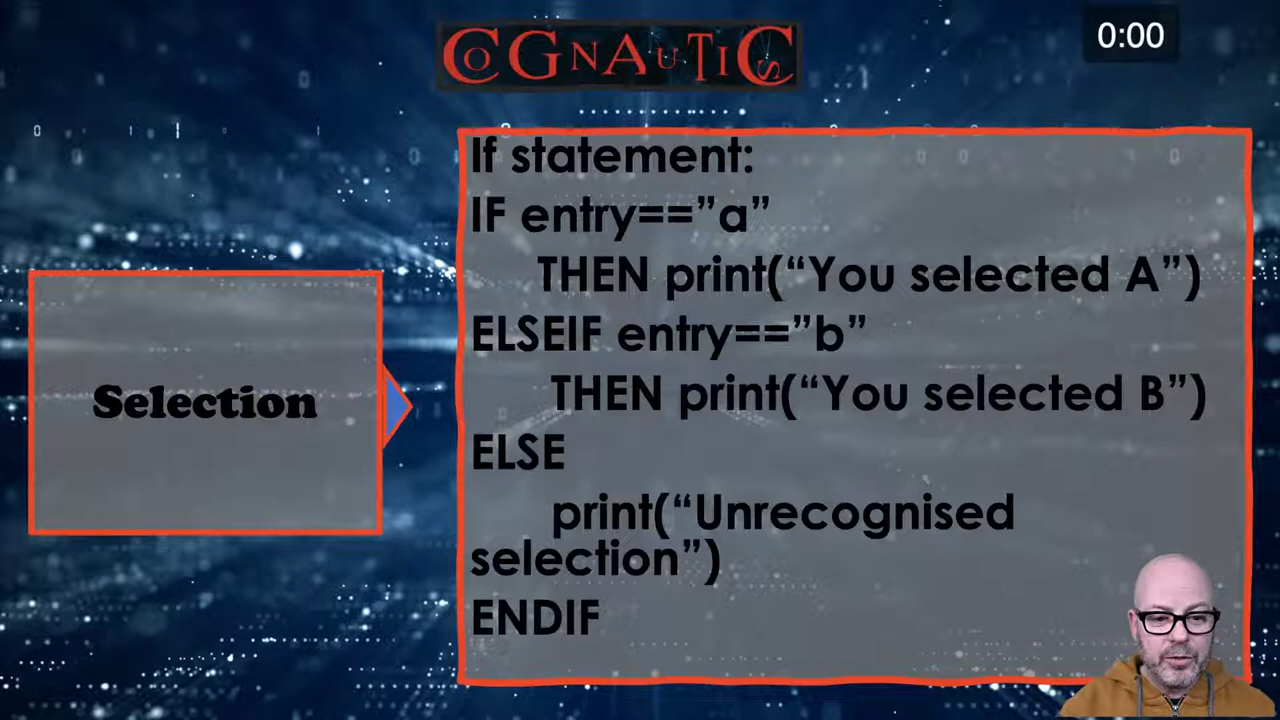 COGNAUTICS
0:00
If statement:
IF entry==”a”
THEN print(“You selected A”)
ELSEIF entry==”b”
THEN print(“You selected B”)
ELSE
print(“Unrecognised
selection”)
ENDIF
Selection